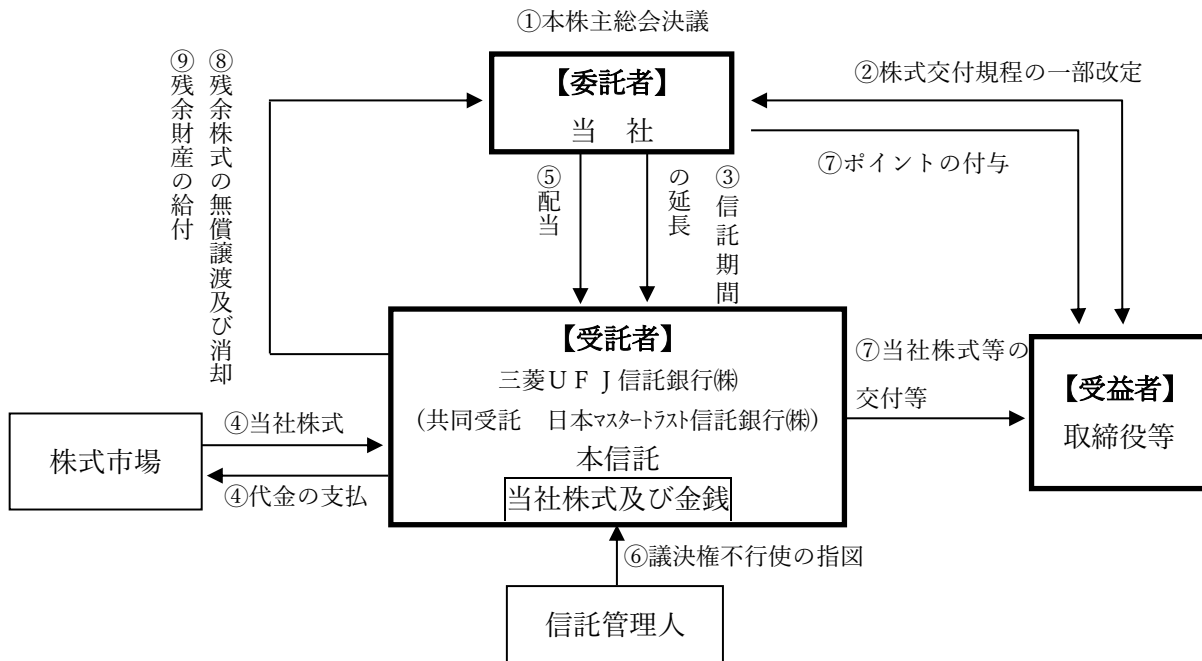 ①本株主総会決議
【委託者】
当　社
②株式交付規程の一部改定
⑦ポイントの付与
⑨残余財産の給付
⑧残余株式の無償譲渡及び消却
⑤配当
③信託期間
の延長
【受託者】
三菱ＵＦＪ信託銀行㈱
(共同受託　日本ﾏｽﾀｰﾄﾗｽﾄ信託銀行㈱)
本信託
当社株式及び金銭
⑦当社株式等の
交付等
【受益者】
取締役等
株式市場
④当社株式
④代金の支払
⑥議決権不行使の指図
信託管理人